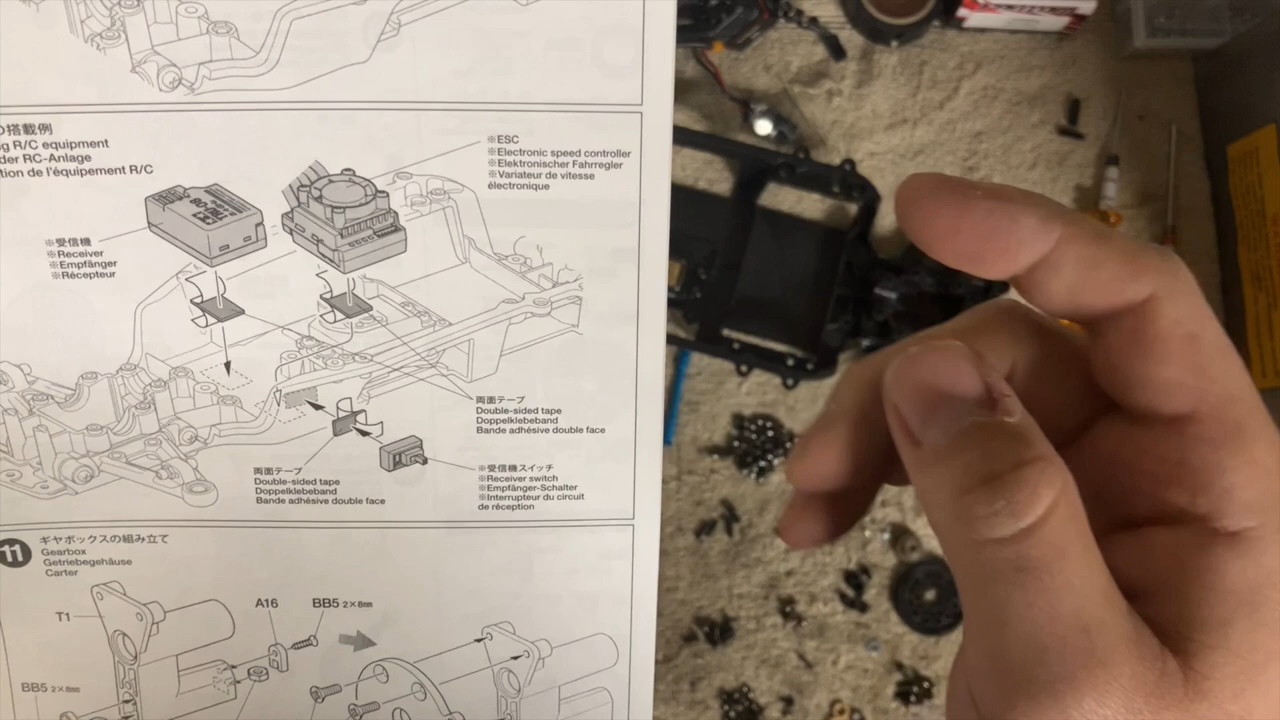 の搭載例
ng R/C equipment
der RC-Anlage
tion de l'équipement R/C
※ESC
※Electronic speed controller
※Elektronischer Fahrregler
※Variateur de vitesse
électronique
※受信機
※Receiver
※Empfänger
※Récepteur
両面テープ
Double-sided tape
Doppelklebeband
Bande adhésive double face
両面テープ
Double-sided tape
Doppelklebeband
Bande adhésive double face
※受信機スイッチ
※Receiver switch
※Empfänger-Schalter
※Interrupteur du circuit
de réception
11
ギヤボックスの組み立て
Gearbox
Getriebegehäuse
Carter
T1
A16
BB5 2×8mm
BB5 2×8mm